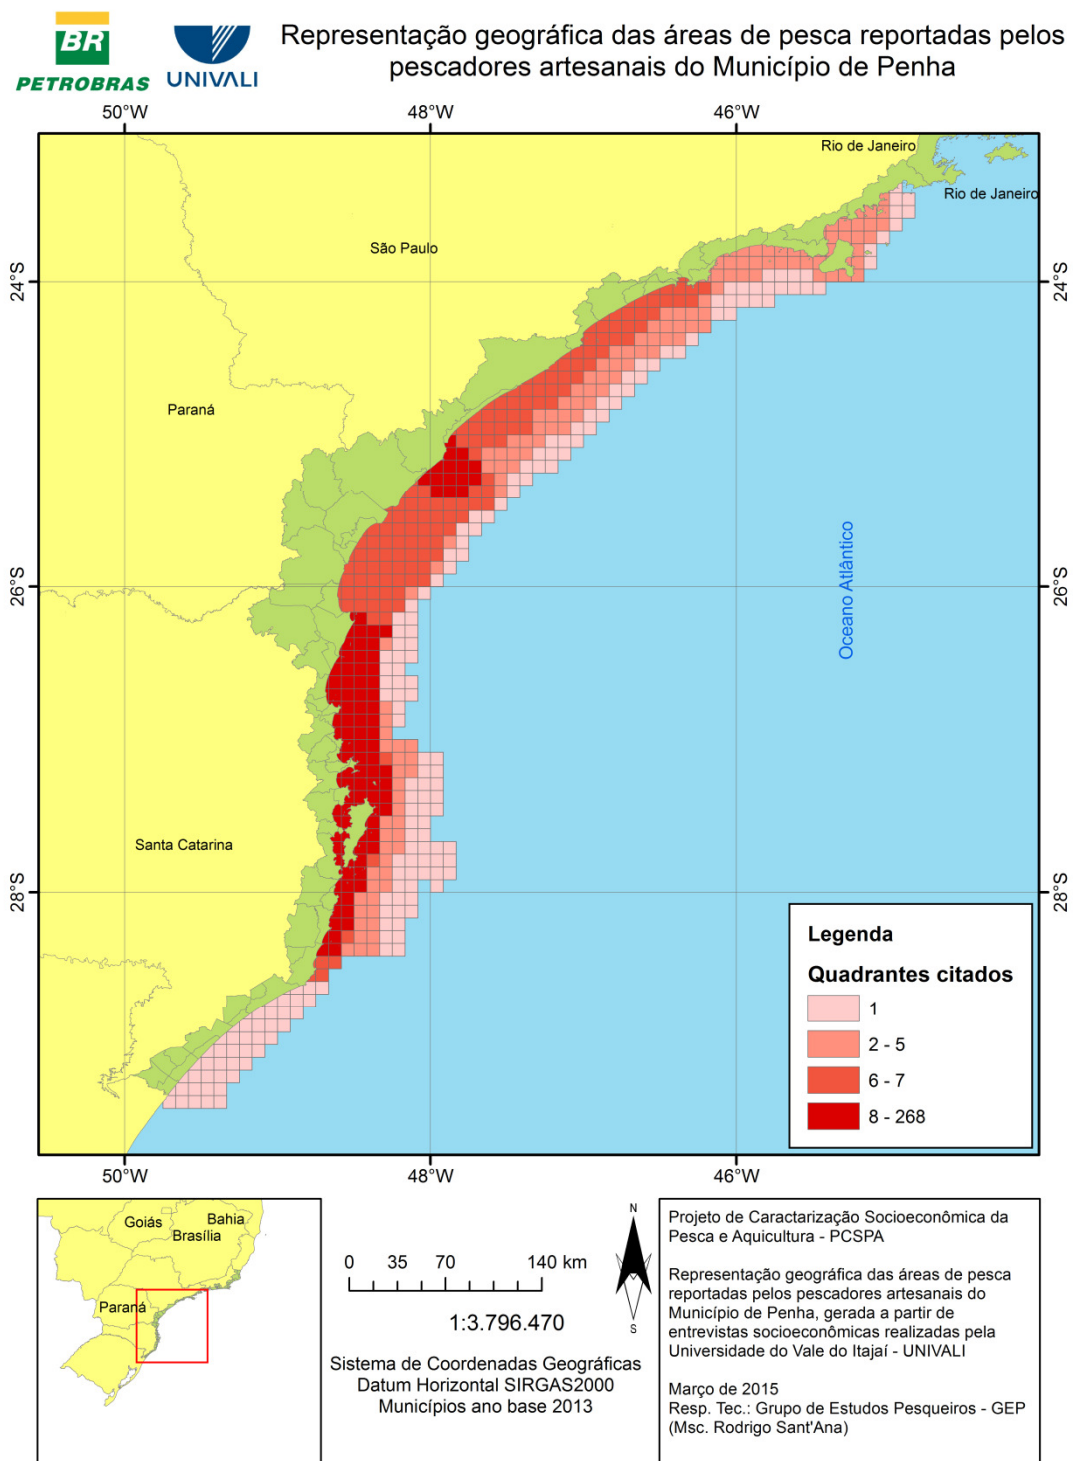 BR
PETROBRAS
UNIVALI
Representação geográfica das áreas de pesca reportadas pelos
pescadores artesanais do Município de Penha
50°W
48°W
46°W
Rio de Janeiro
Rio de Janeiro
São Paulo
24°S
24°S
Paraná
Oceano Atlântico
26°S
26°S
Santa Catarina
28°S
28°S
Legenda
Quadrantes citados
1
2 - 5
6 - 7
8 - 268
50°W
48°W
46°W
Goiás
Bahia
Brasília
Paraná
0 35 70 140 km
1:3.796.470
Sistema de Coordenadas Geográficas
Datum Horizontal SIRGAS2000
Municípios ano base 2013
N
S
Projeto de Caractarização Socioeconômica da
Pesca e Aquicultura - PCSPA
Representação geográfica das áreas de pesca
reportadas pelos pescadores artesanais do
Município de Penha, gerada a partir de
entrevistas socioeconômicas realizadas pela
Universidade do Vale do Itajaí - UNIVALI
Março de 2015
Resp. Tec.: Grupo de Estudos Pesqueiros - GEP
(Msc. Rodrigo Sant'Ana)